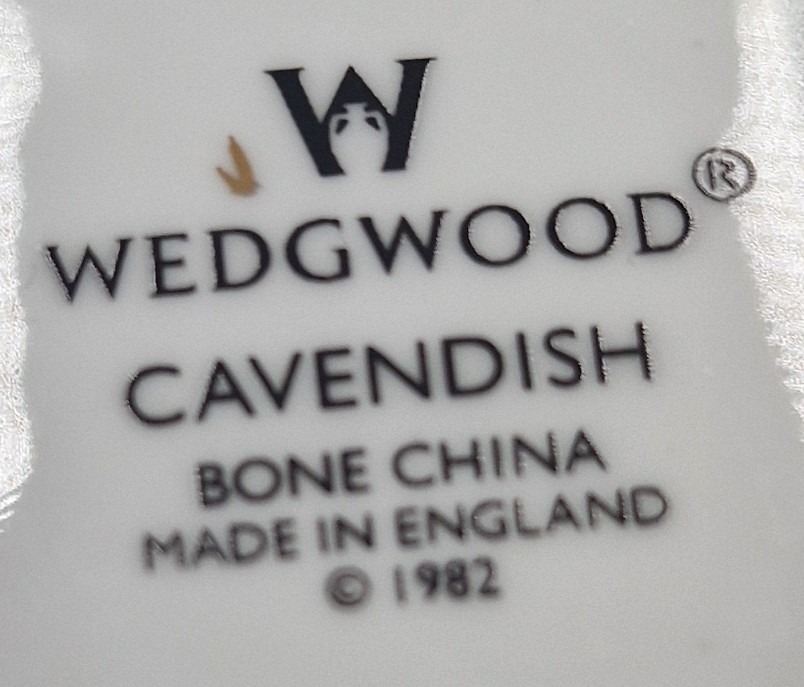 W
WEDGWOOD®
CAVENDISH
BONE CHINA
MADE IN ENGLAND
© 1982